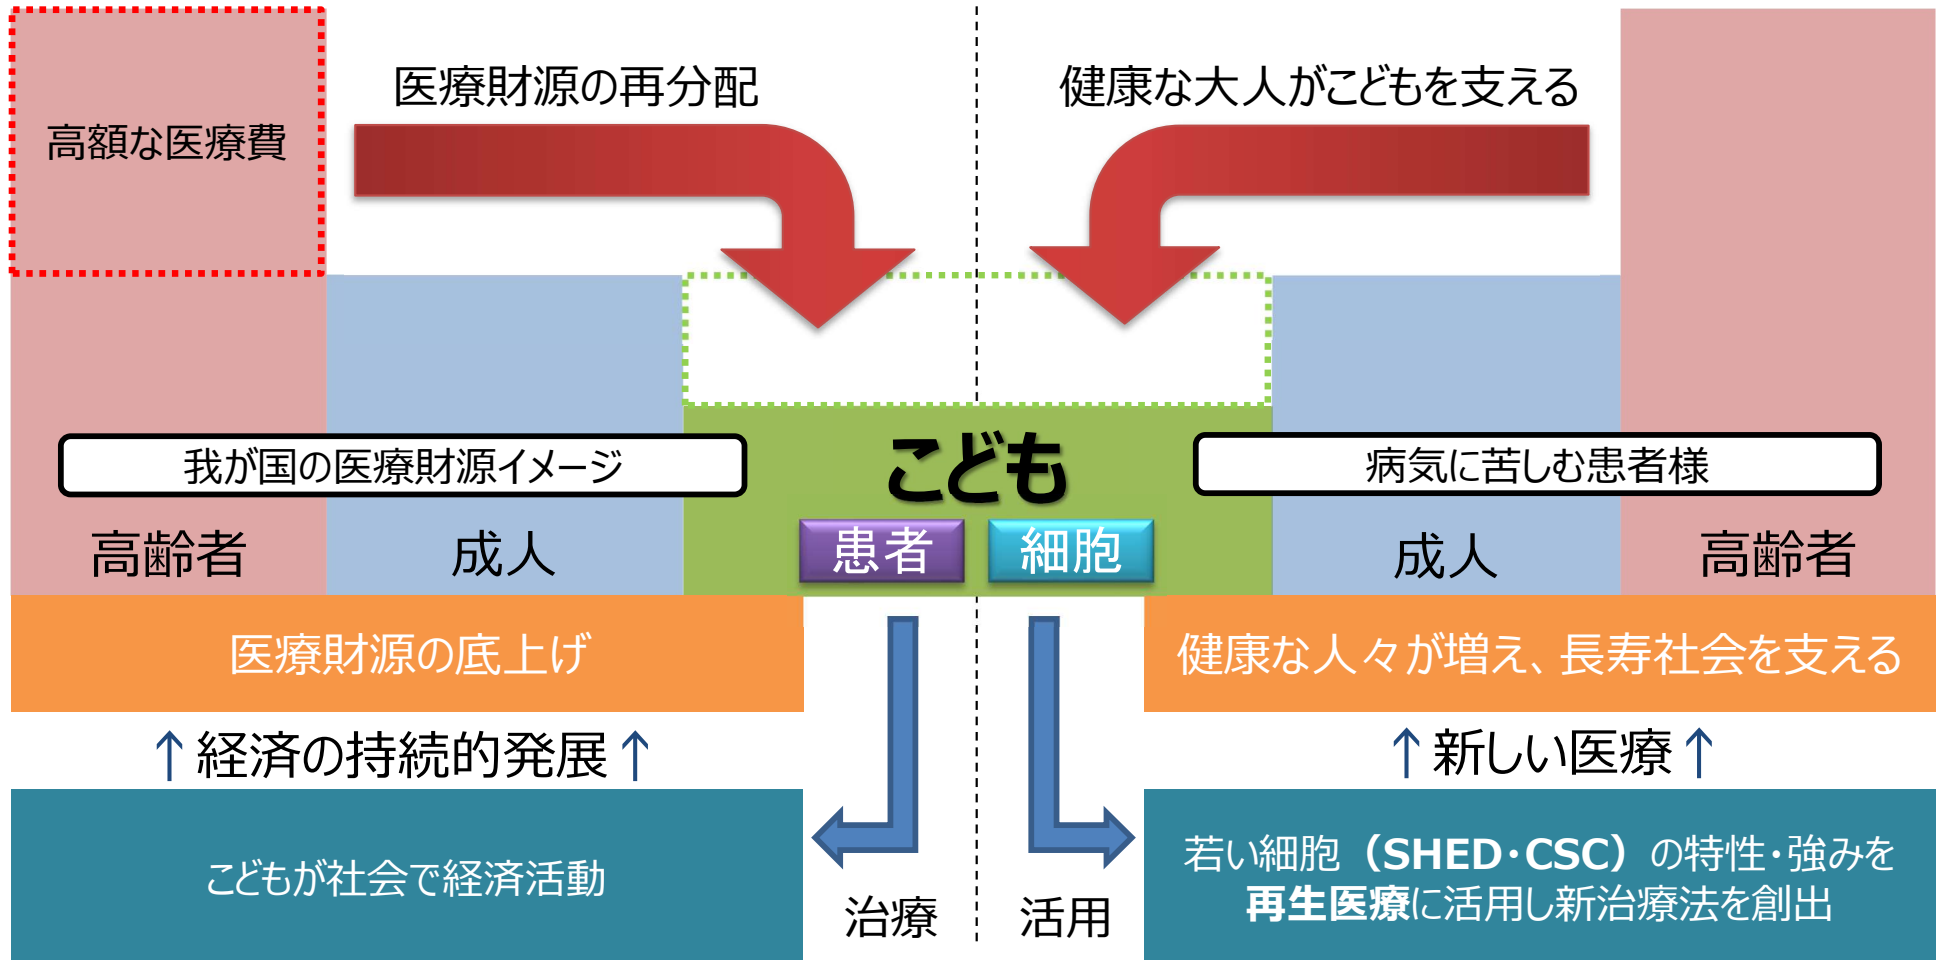 医療財源の再分配
健康な大人がこどもを支える
高額な医療費
こども
我が国の医療財源イメージ
病気に苦しむ患者様
患者
細胞
高齢者
成人
成人
高齢者
医療財源の底上げ
健康な人々が増え、長寿社会を支える
↑経済の持続的発展↑
↑新しい医療↑
こどもが社会で経済活動
若い細胞（SHED・CSC）の特性・強みを
再生医療に活用し新治療法を創出
治療
活用